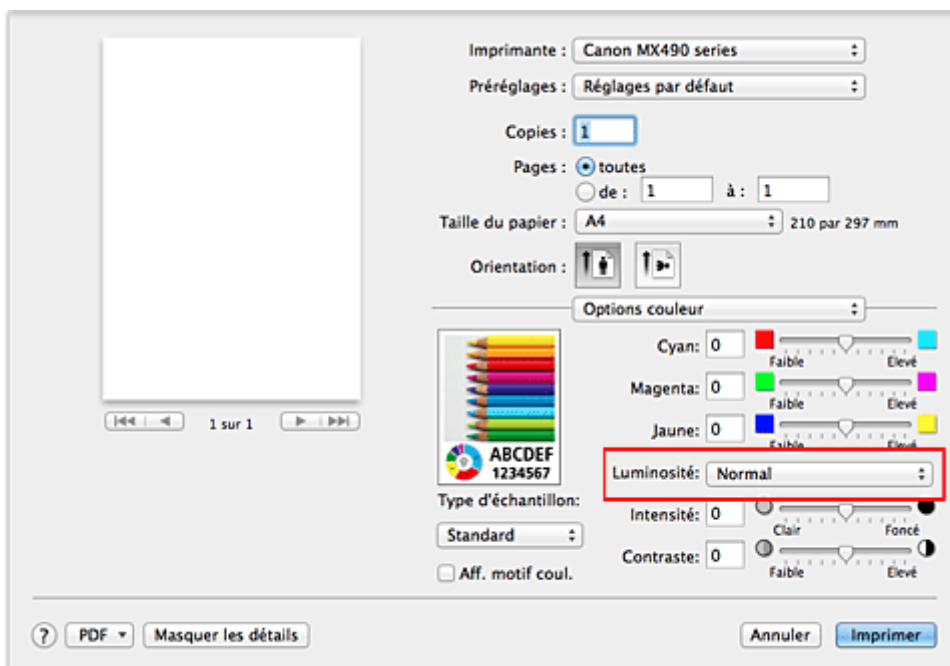 Imprimante : Canon MX490 series
Préréglages : Réglages par défaut
Copies : 1
Pages : toutes
de : 1 à : 1
Taille du papier : A4 210 par 297 mm
Orientation :
Options couleur
Cyan: 0
Faible Elevé
Magenta: 0
Faible Elevé
Jaune: 0
Faible Elevé
Luminosité: Normal
Intensité: 0
Clair Foncé
Contraste: 0
Faible Elevé
1 sur 1
ABCDEF
1234567
Type d'échantillon:
Standard
Aff. motif coul.
? PDF Masquer les détails Annuler Imprimer